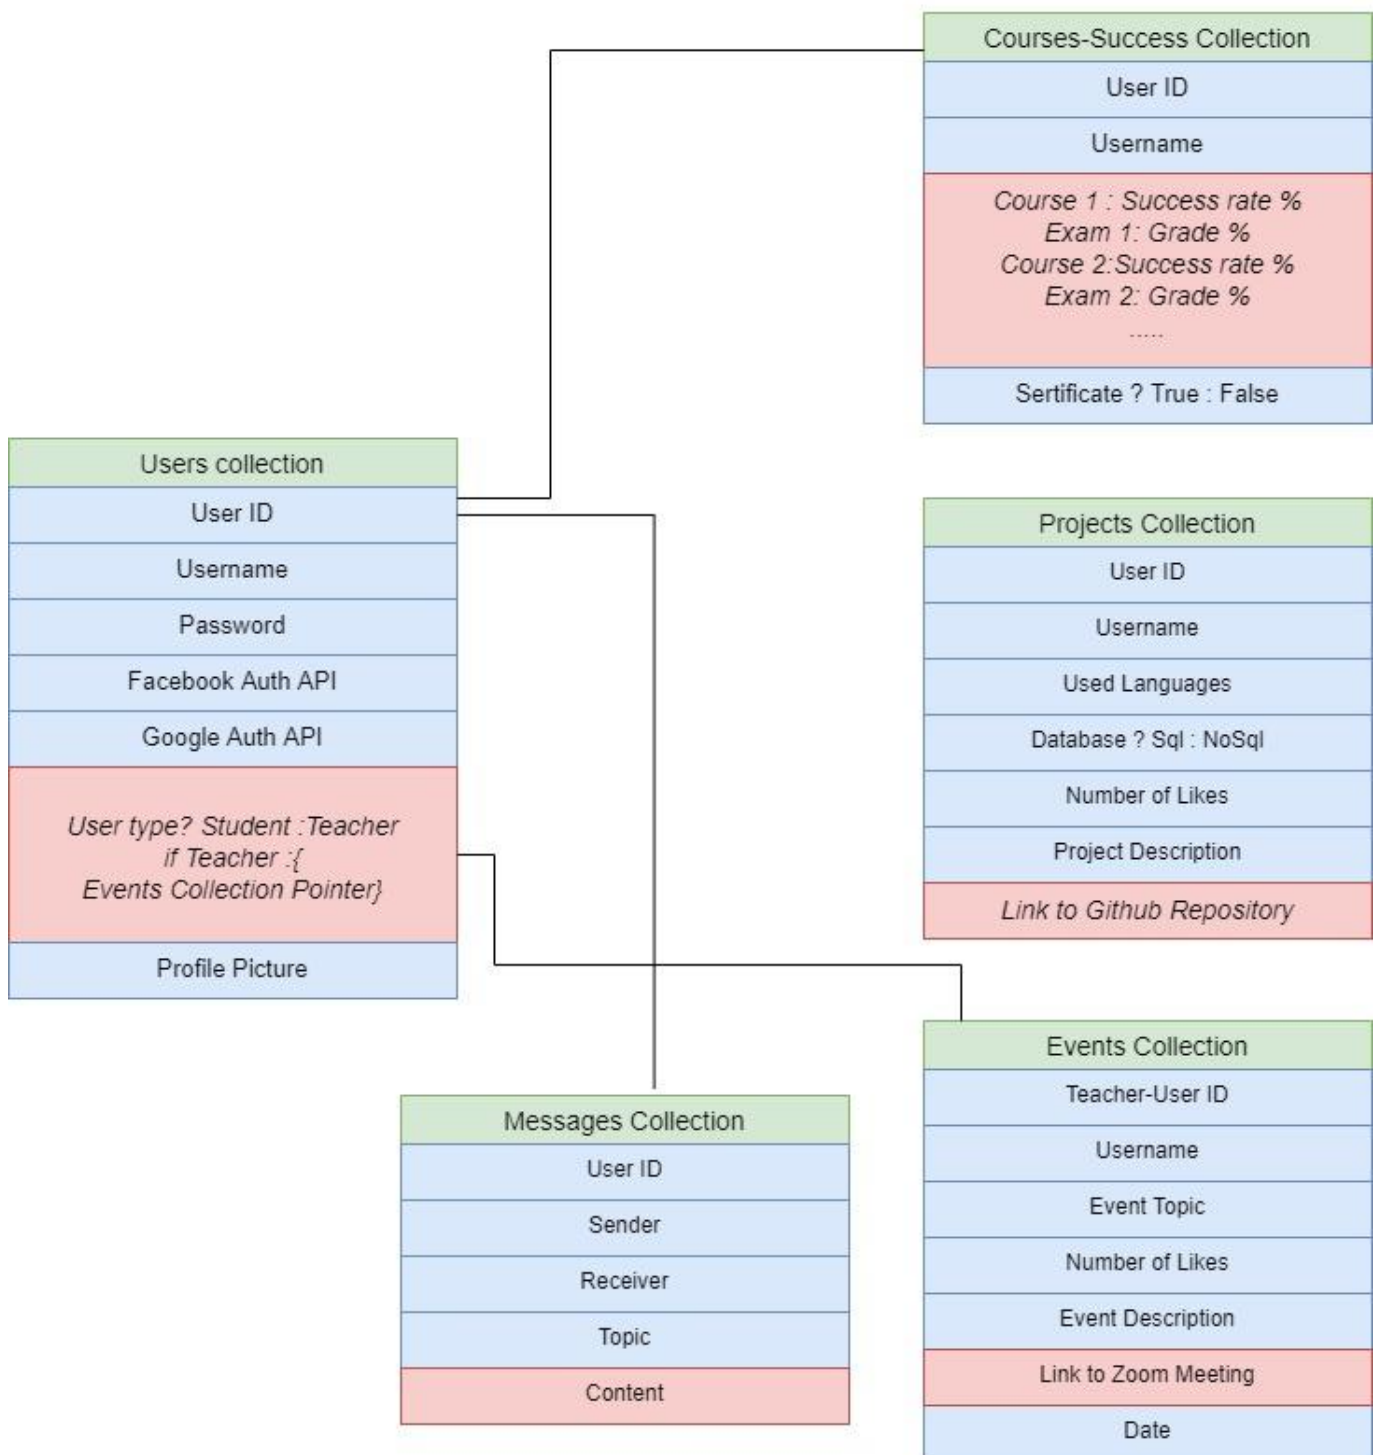 Courses-Success Collection
User ID
Username
Course 1 : Success rate %
Exam 1: Grade %
Course 2:Success rate %
Exam 2: Grade %
.....
Sertificate ? True : False
Users collection
User ID
Username
Password
Facebook Auth API
Google Auth API
User type? Student :Teacher
if Teacher :{
Events Collection Pointer}
Profile Picture
Projects Collection
User ID
Username
Used Languages
Database ? Sql : NoSql
Number of Likes
Project Description
Link to Github Repository
Messages Collection
User ID
Sender
Receiver
Topic
Content
Events Collection
Teacher-User ID
Username
Event Topic
Number of Likes
Event Description
Link to Zoom Meeting
Date